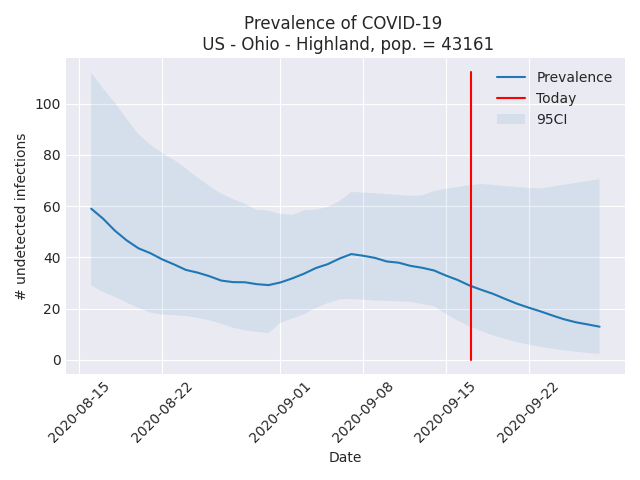 Prevalence of COVID-19
US - Ohio - Highland, pop. = 43161
Prevalence
Today
95CI
# undetected infections
100
80
60
40
20
0
2020-08-15
2020-08-22
2020-09-01
2020-09-08
2020-09-15
2020-09-22
Date